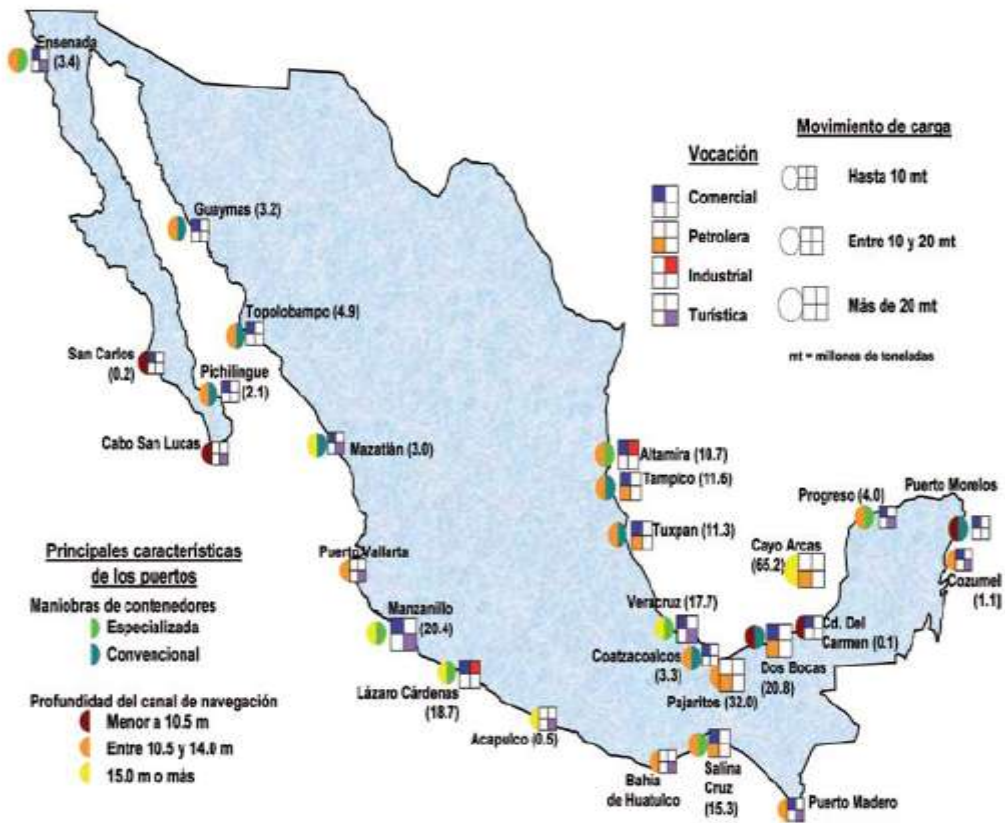 Ensenada
(3.4)
Guaymas (3.2)
Topolobampo (4.9)
San Carlos
(0.2)
Pichilingue
(2.1)
Cabo San Lucas
Mazatlán (3.0)
Vocación
Comercial
Petrolera
Industrial
Turística
Movimiento de carga
Hasta 10 mt
Entre 10 y 20 mt
Más de 20 mt
mt = millones de toneladas
Altamira (10.7)
Tampico (11.6)
Tuxpan (11.3)
Progreso (4.0)
Puerto Morelos
Cayo Arcas
(65.2)
Cozumel
(1.1)
Puerto Vallarta
Manzanillo
(20.4)
Lázaro Cárdenas
(18.7)
Acapulco (0.5)
Veracruz (17.7)
Coatzacoalcos
(3.3)
Pajaritos (32.0)
Dos Bocas
(20.8)
Cd. Del
Carmen (0.1)
Bahía
de Huatulco
Salina
Cruz
(15.3)
Puerto Madero
Principales características
de los puertos
Maniobras de contenedores
Especializada
Convencional
Profundidad del canal de navegación
Menor a 10.5 m
Entre 10.5 y 14.0 m
15.0 m o más